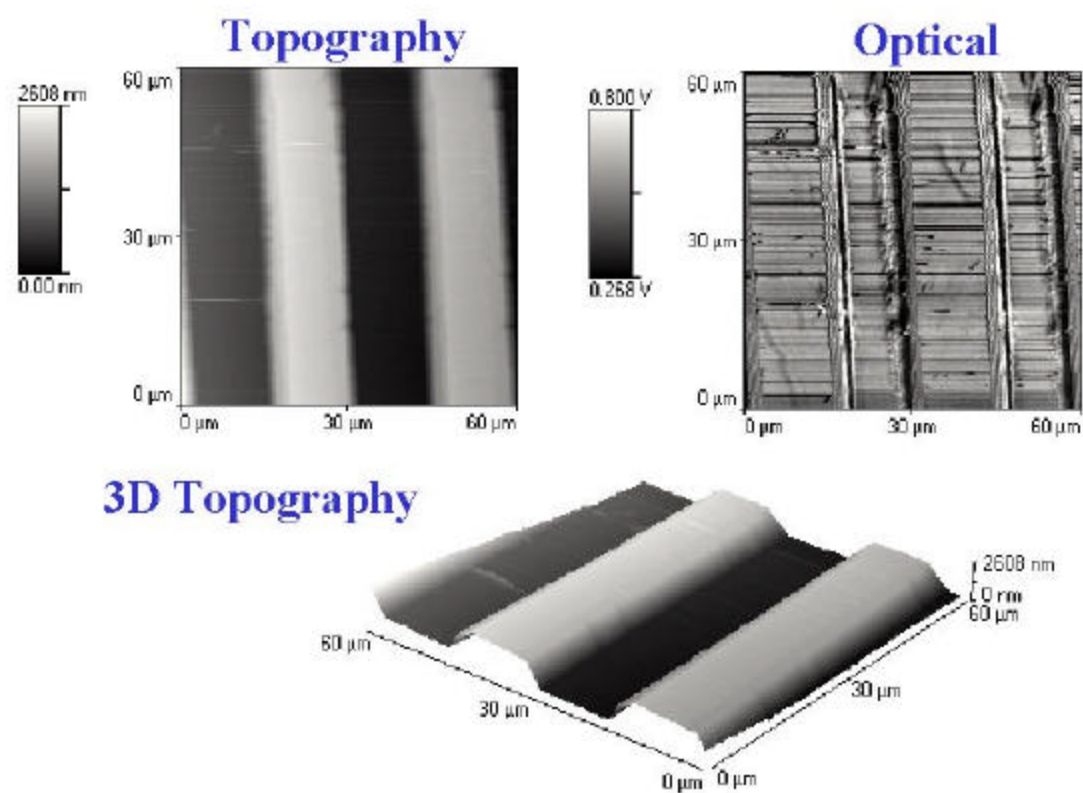 Topography
Optical
2608 nm
0.00 nm
60 µm
30 µm
0 µm
0 µm
30 µm
60 µm
0.800 V
0.268 V
60 µm
30 µm
0 µm
0 µm
30 µm
60 µm
3D Topography
2608 nm
0 nm
60 µm
60 µm
30 µm
30 µm
0 µm
0 µm